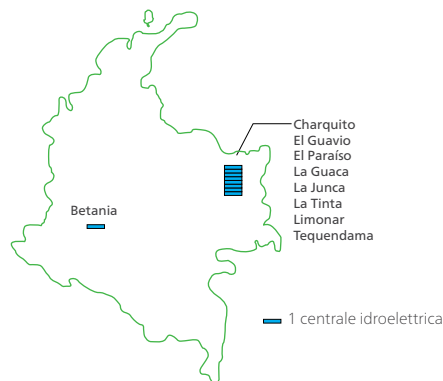 Charquito
El Guavio
El Paraíso
La Guaca
La Junca
La Tinta
Limonar
Tequendama
Betania
1 centrale idroelettrica